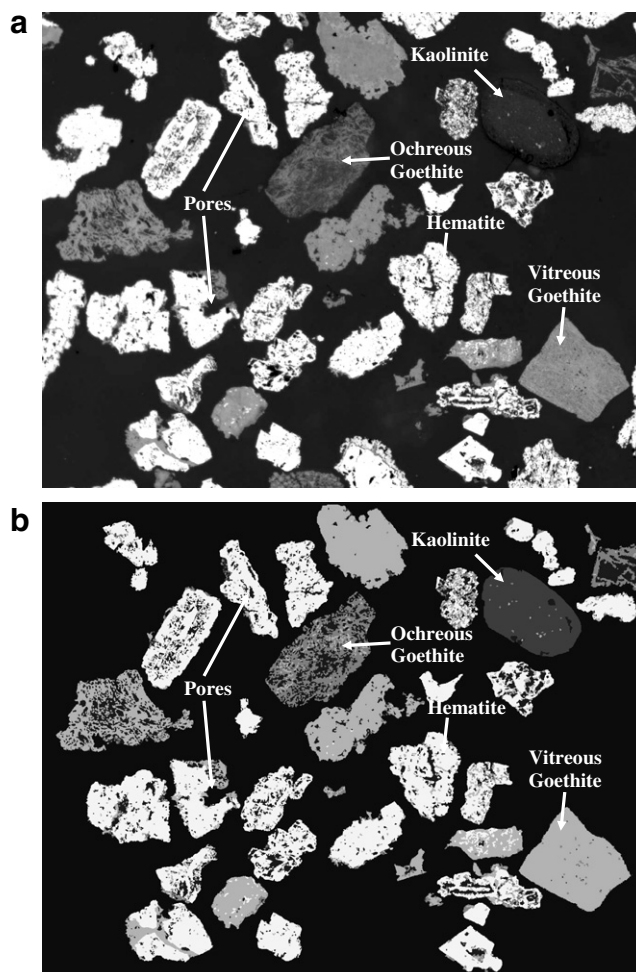 a
Kaolinite
Ochreous
Goethite
Pores
Hematite
Vitreous
Goethite
b
Kaolinite
Ochreous
Goethite
Pores
Hematite
Vitreous
Goethite